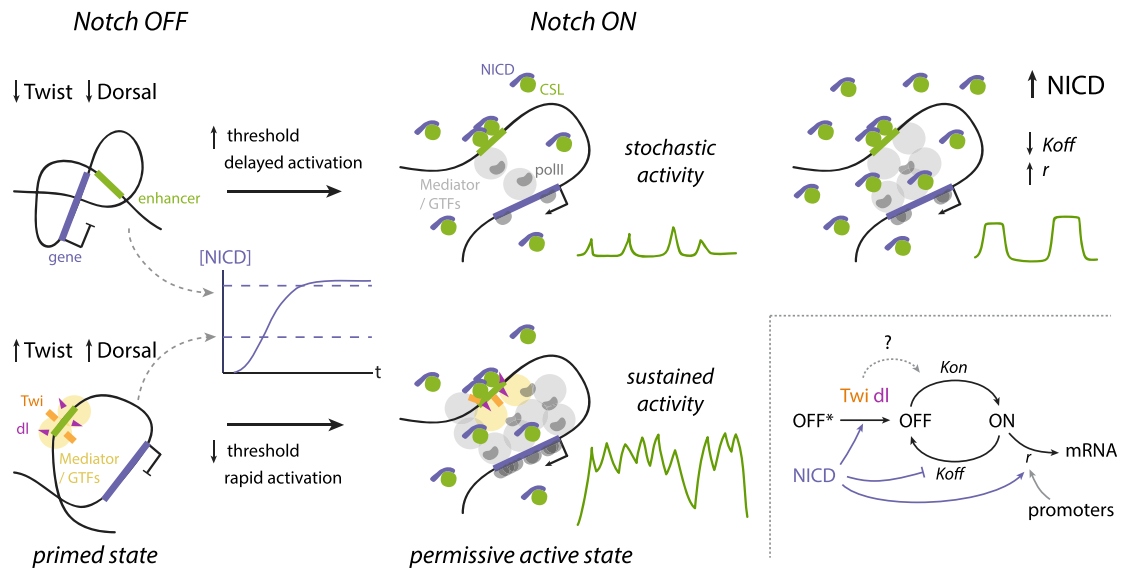 Notch OFF
Notch ON
↓Twist ↓Dorsal
enhancer
gene
↑ threshold
delayed activation
NICD
CSL
Mediator
/ GTFs
polII
stochastic
activity
↑ NICD
↓ Koff
↑ r
[NICD]
t
↑Twist ↑Dorsal
Twi
dl
Mediator
/ GTFs
↓ threshold
rapid activation
sustained
activity
primed state
permissive active state
?
Kon
Twi dl
OFF*
OFF
ON
mRNA
r
Koff
NICD
promoters